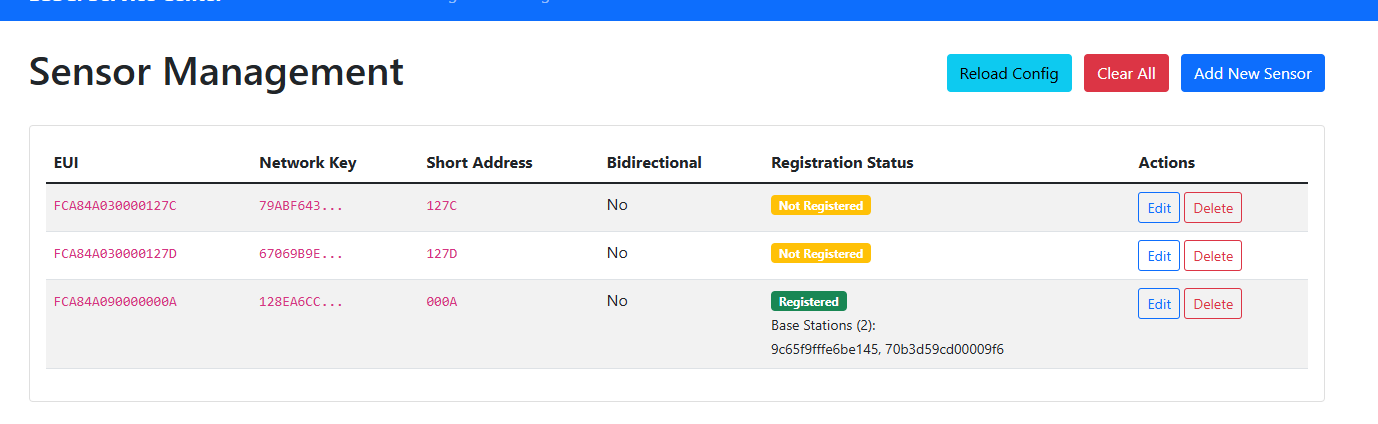 Sensor Management
Reload Config
Clear All
Add New Sensor
EUI Network Key Short Address Bidirectional Registration Status Actions
FCA84A030000127C 79ABF643... 127C No Not Registered Edit Delete
FCA84A030000127D 67069B9E... 127D No Not Registered Edit Delete
FCA84A090000000A 128EA6CC... 000A No Registered Edit Delete
Base Stations (2):
9c65f9fffe6be145, 70b3d59cd00009f6